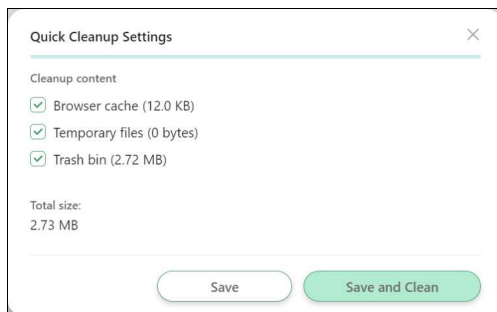 Quick Cleanup Settings
Cleanup content
Browser cache (12.0 KB)
Temporary files (0 bytes)
Trash bin (2.72 MB)
Total size:
2.73 MB
Save
Save and Clean